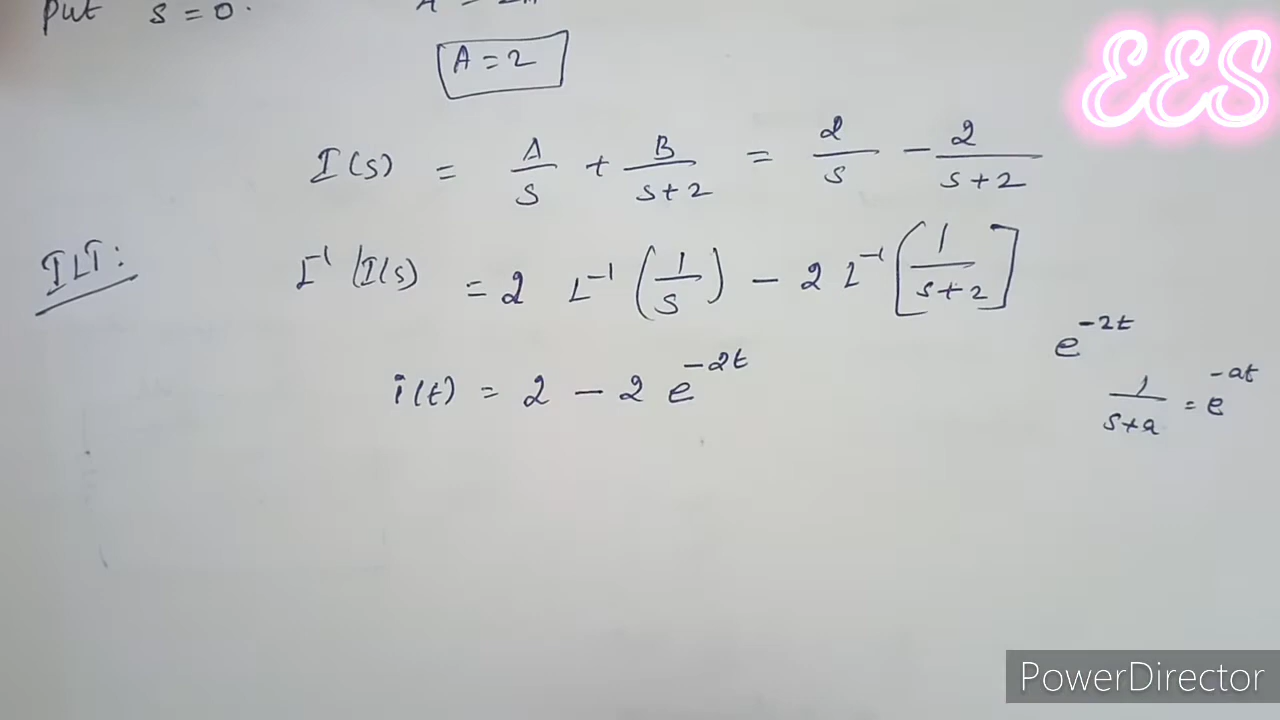 Put s = 0.
A = 2
EES
I(s) = A/s + B/s+2 = 2/s - 2/s+2
ILT:
L⁻¹(I(s) = 2 L⁻¹(1/s) - 2 L⁻¹[1/s+2]
e^-2t
i(t) = 2 - 2 e^-2t
1/s+a = e^-at
PowerDirector